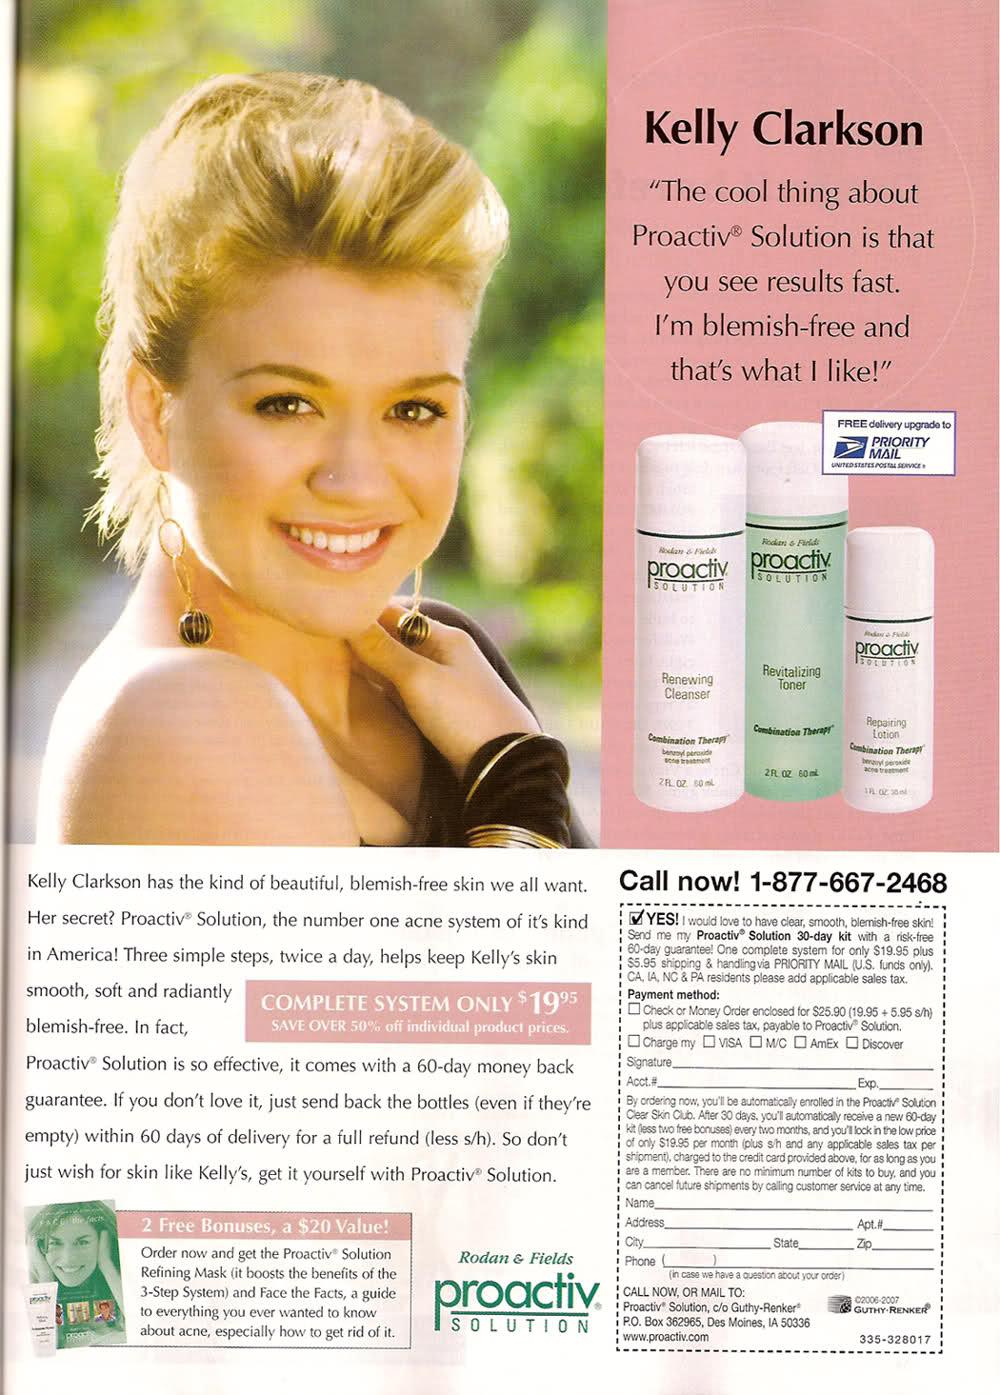 Kelly Clarkson
“The cool thing about
Proactiv® Solution is that
you see results fast.
I’m blemish-free and
that’s what I like!”
FREE delivery upgrade to
PRIORITY
MAIL
UNITED STATES POSTAL SERVICE
Rodan & Fields
proactiv
SOLUTION
Renewing
Cleanser
Combination Therapy
benzoyl peroxide
acne treatment
2 FL. OZ. 60 mL
Rodan & Fields
proactiv
SOLUTION
Revitalizing
Toner
Combination Therapy
2 FL. OZ. 60 mL
Rodan & Fields
proactiv
SOLUTION
Repairing
Lotion
Combination Therapy
benzoyl peroxide
acne treatment
1 FL. OZ. 30 ml
Kelly Clarkson has the kind of beautiful, blemish-free skin we all want.
Her secret? Proactiv® Solution, the number one acne system of it’s kind
in America! Three simple steps, twice a day, helps keep Kelly’s skin
smooth, soft and radiantly
blemish-free. In fact,
COMPLETE SYSTEM ONLY $19.95
SAVE OVER 50% off individual product prices.
Proactiv® Solution is so effective, it comes with a 60-day money back
guarantee. If you don’t love it, just send back the bottles (even if they’re
empty) within 60 days of delivery for a full refund (less s/h). So don’t
just wish for skin like Kelly’s, get it yourself with Proactiv® Solution.
FACE the facts
proactiv
2 Free Bonuses, a $20 Value!
Order now and get the Proactiv® Solution
Refining Mask (it boosts the benefits of the
3-Step System) and Face the Facts, a guide
to everything you ever wanted to know
about acne, especially how to get rid of it.
Rodan & Fields
proactiv®
SOLUTION
Call now! 1-877-667-2468
YES! I would love to have clear, smooth, blemish-free skin!
Send me my Proactiv® Solution 30-day kit with a risk-free
60-day guarantee! One complete system for only $19.95 plus
$5.95 shipping & handling via PRIORITY MAIL (U.S. funds only).
CA, IA, NC & PA residents please add applicable sales tax.
Payment method:
Check or Money Order enclosed for $25.90 (19.95 + 5.95 s/h)
plus applicable sales tax, payable to Proactiv® Solution.
Charge my VISA M/C AmEx Discover
Signature
Acct.# Exp.
By ordering now, you’ll be automatically enrolled in the Proactiv® Solution
Clear Skin Club. After 30 days, you’ll automatically receive a new 60-day
kit (less two free bonuses) every two months, and you’ll lock in the low price
of only $19.95 per month (plus s/h and any applicable sales tax per
shipment), charged to the credit card provided above, for as long as you
are a member. There are no minimum number of kits to buy, and you
can cancel future shipments by calling customer service at any time.
Name
Address Apt.#
City State Zip
Phone ( )
(in case we have a question about your order)
CALL NOW, OR MAIL TO:
Proactiv® Solution, c/o Guthy-Renker®
P.O. Box 362965, Des Moines, IA 50336
www.proactiv.com
©2006-2007
GUTHY-RENKER®
335-328017